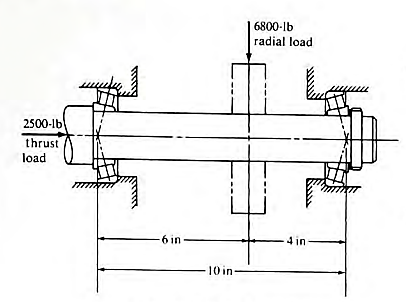 6800-lb
radial load
2500-lb
thrust
load
6 in
4 in
10 in